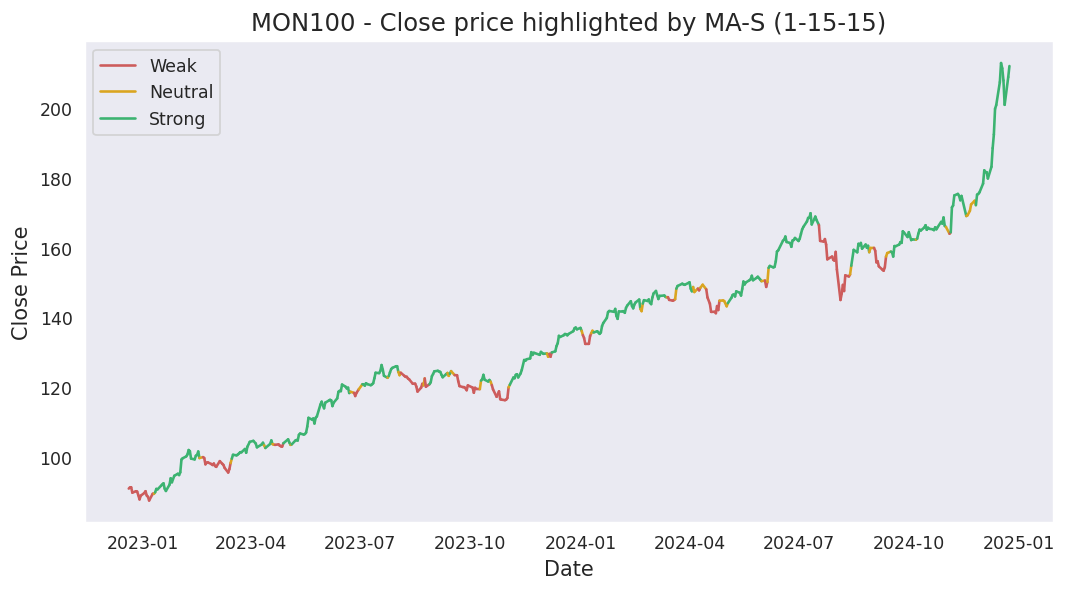 MON100 - Close price highlighted by MA-S (1-15-15)
Weak
Neutral
Strong
Close Price
200
180
160
140
120
100
2023-01 2023-04 2023-07 2023-10 2024-01 2024-04 2024-07 2024-10 2025-01
Date